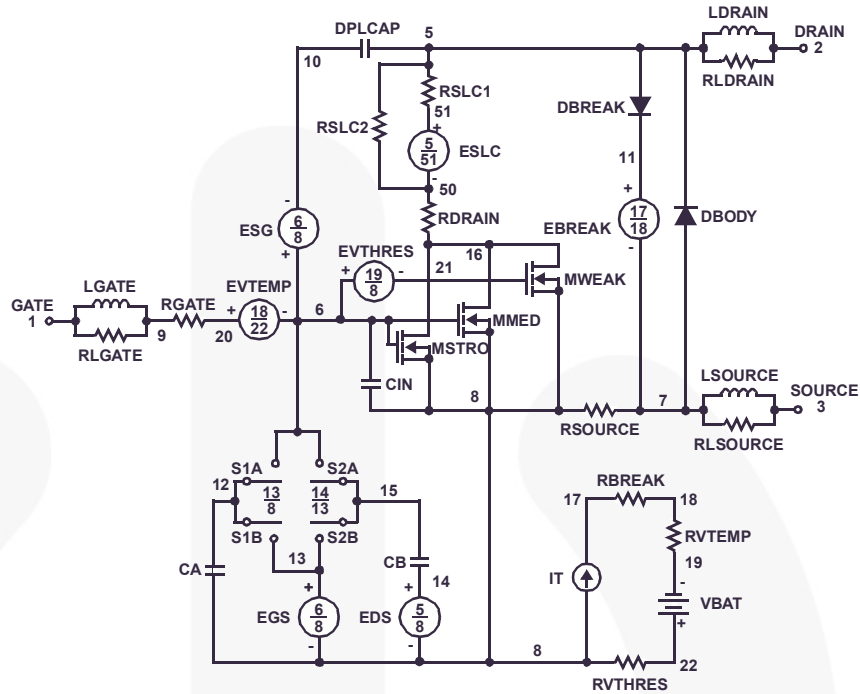 LDRAIN
DPLCAP
5
DRAIN
2
10
RLDRAIN
RSLC1
51
DBREAK
RSLC2
+
5
51
ESLC
11
-
50
-
+
17
18
6
8
ESG
RDRAIN
EBREAK
DBODY
+
EVTHRES
16
-
+
19
8
-
21
MWEAK
LGATE
EVTEMP
GATE
1
RGATE
+
18
22
-
6
MMED
9
20
MSTRO
RLGATE
LSOURCE
CIN
8
7
SOURCE
3
RSOURCE
RLSOURCE
S1A
S2A
12
13
8
14
13
15
RBREAK
17
18
S1B
S2B
RVTEMP
13
CB
19
CA
IT
-
+
+
14
VBAT
EGS
6
8
EDS
5
8
+
-
-
8
22
RVTHRES